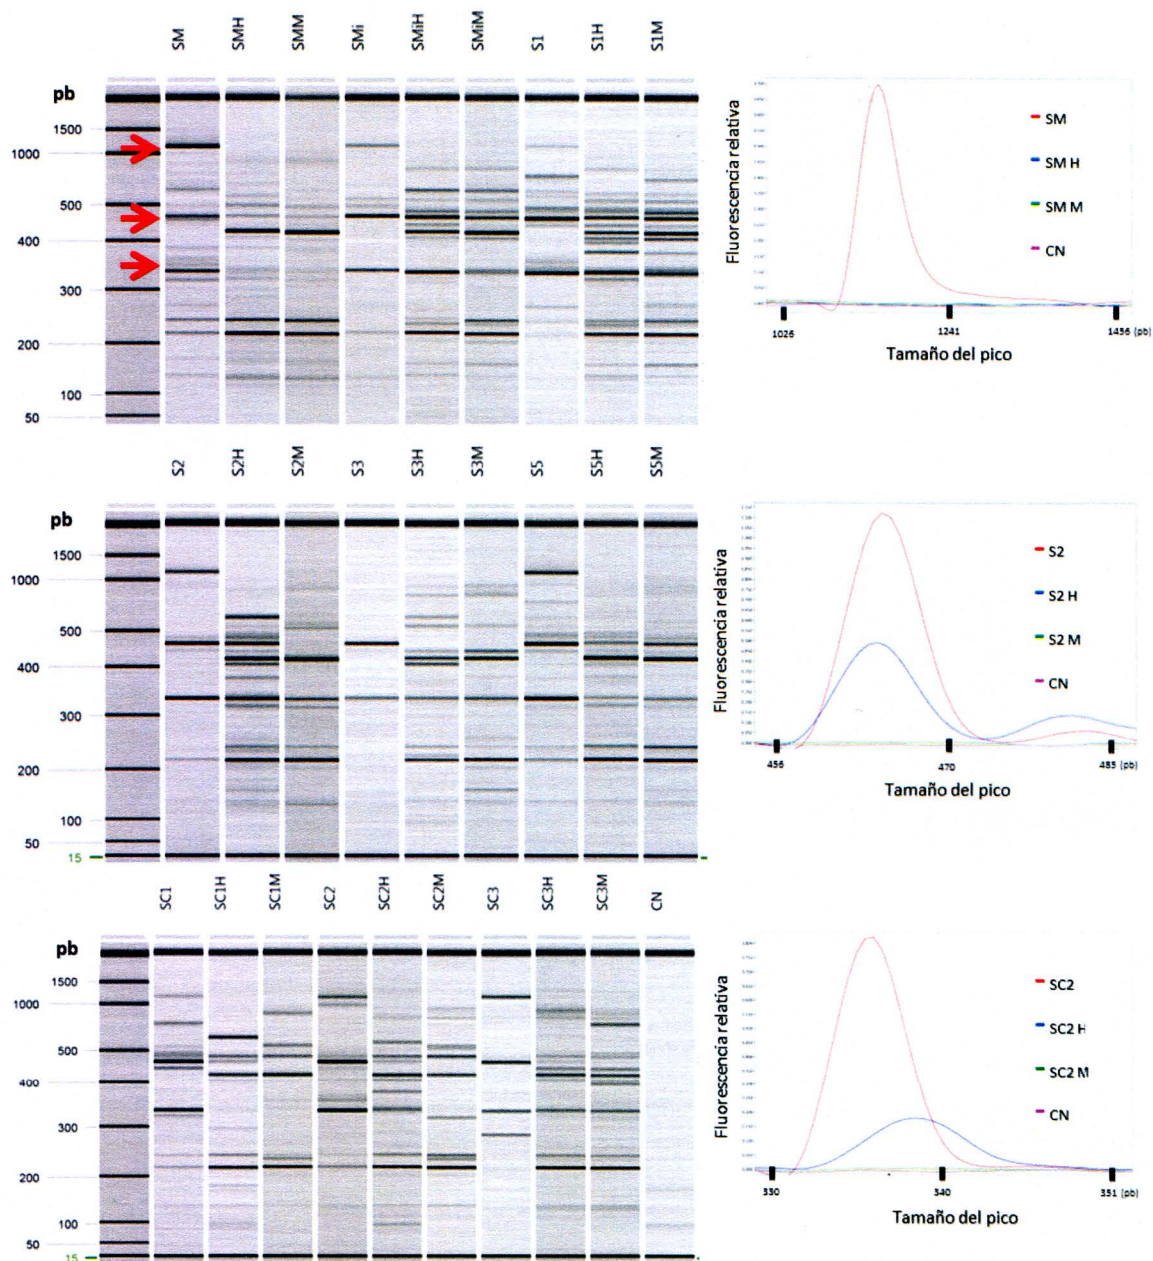 SM SMH SMM SMi SMiH SMiM S1 S1H S1M
pb
1500
1000
500
400
300
200
100
50
Fluorescencia relativa
SM
SM H
SM M
CN
1026 1241 1456 (pb)
Tamaño del pico
S2 S2H S2M S3 S3H S3M S5 S5H S5M
pb
1500
1000
500
400
300
200
100
50
15
Fluorescencia relativa
S2
S2 H
S2 M
CN
456 470 485 (pb)
Tamaño del pico
SC1 SC1H SC1M SC2 SC2H SC2M SC3 SC3H SC3M CN
pb
1500
1000
500
400
300
200
100
50
15
Fluorescencia relativa
SC2
SC2 H
SC2 M
CN
330 340 351 (pb)
Tamaño del pico